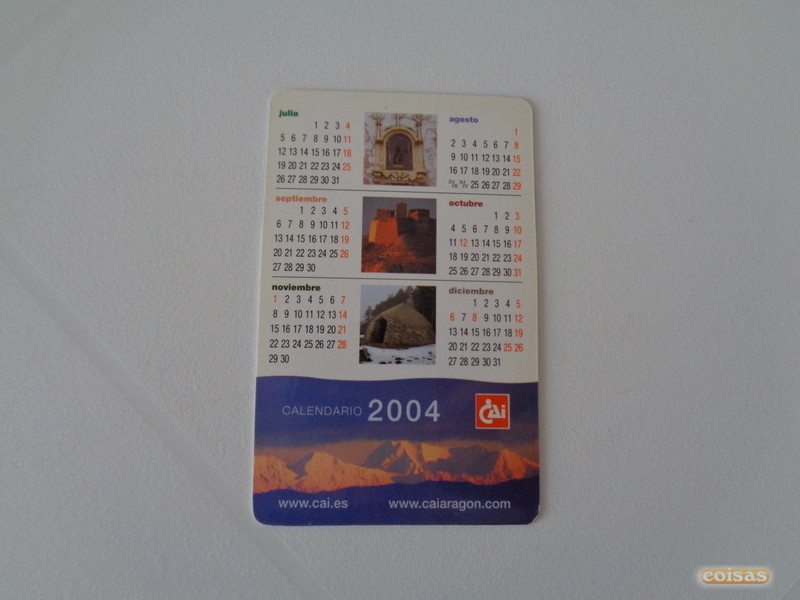 julio
1 2 3 4
5 6 7 8 9 10 11
12 13 14 15 16 17 18
19 20 21 22 23 24 25
26 27 28 29 30 31
agosto
1
2 3 4 5 6 7 8
9 10 11 12 13 14 15
16 17 18 19 20 21 22
23/30 24/31 25 26 27 28 29
septiembre
1 2 3 4 5
6 7 8 9 10 11 12
13 14 15 16 17 18 19
20 21 22 23 24 25 26
27 28 29 30
octubre
1 2 3
4 5 6 7 8 9 10
11 12 13 14 15 16 17
18 19 20 21 22 23 24
25 26 27 28 29 30 31
noviembre
1 2 3 4 5 6 7
8 9 10 11 12 13 14
15 16 17 18 19 20 21
22 23 24 25 26 27 28
29 30
diciembre
1 2 3 4 5
6 7 8 9 10 11 12
13 14 15 16 17 18 19
20 21 22 23 24 25 26
27 28 29 30 31
CALENDARIO 2004
CAi
www.cai.es www.caiaragon.com
coisas